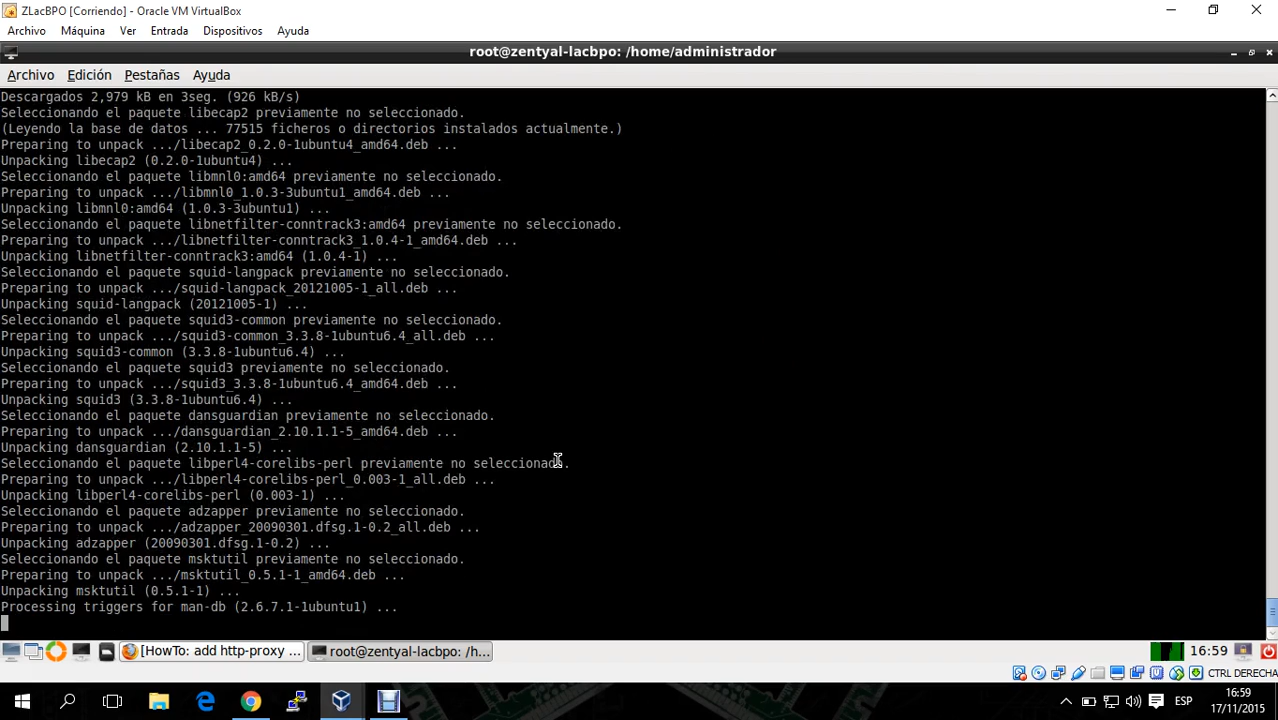 ZLacBPO [Corriendo] - Oracle VM VirtualBox
Archivo Máquina Ver Entrada Dispositivos Ayuda
root@zentyal-lacbpo: /home/administrador
Archivo Edición Pestañas Ayuda
Descargados 2,979 kB en 3seg. (926 kB/s)
Seleccionando el paquete libecap2 previamente no seleccionado.
(Leyendo la base de datos ... 77515 ficheros o directorios instalados actualmente.)
Preparing to unpack .../libecap2_0.2.0-1ubuntu4_amd64.deb ...
Unpacking libecap2 (0.2.0-1ubuntu4) ...
Seleccionando el paquete libmnl0:amd64 previamente no seleccionado.
Preparing to unpack .../libmnl0_1.0.3-3ubuntu1_amd64.deb ...
Unpacking libmnl0:amd64 (1.0.3-3ubuntu1) ...
Seleccionando el paquete libnetfilter-conntrack3:amd64 previamente no seleccionado.
Preparing to unpack .../libnetfilter-conntrack3_1.0.4-1_amd64.deb ...
Unpacking libnetfilter-conntrack3:amd64 (1.0.4-1) ...
Seleccionando el paquete squid-langpack previamente no seleccionado.
Preparing to unpack .../squid-langpack_20121005-1_all.deb ...
Unpacking squid-langpack (20121005-1) ...
Seleccionando el paquete squid3-common previamente no seleccionado.
Preparing to unpack .../squid3-common_3.3.8-1ubuntu6.4_all.deb ...
Unpacking squid3-common (3.3.8-1ubuntu6.4) ...
Seleccionando el paquete squid3 previamente no seleccionado.
Preparing to unpack .../squid3_3.3.8-1ubuntu6.4_amd64.deb ...
Unpacking squid3 (3.3.8-1ubuntu6.4) ...
Seleccionando el paquete dansguardian previamente no seleccionado.
Preparing to unpack .../dansguardian_2.10.1.1-5_amd64.deb ...
Unpacking dansguardian (2.10.1.1-5) ...
Seleccionando el paquete libperl4-corelibs-perl previamente no seleccionado.
Preparing to unpack .../libperl4-corelibs-perl_0.003-1_all.deb ...
Unpacking libperl4-corelibs-perl (0.003-1) ...
Seleccionando el paquete adzapper previamente no seleccionado.
Preparing to unpack .../adzapper_20090301.dfsg.1-0.2_all.deb ...
Unpacking adzapper (20090301.dfsg.1-0.2) ...
Seleccionando el paquete msktutil previamente no seleccionado.
Preparing to unpack .../msktutil_0.5.1-1_amd64.deb ...
Unpacking msktutil (0.5.1-1) ...
Processing triggers for man-db (2.6.7.1-1ubuntu1) ...
[HowTo: add http-proxy ... root@zentyal-lacbpo: /h... 16:59
CTRL DERECHA
ESP 16:59
17/11/2015